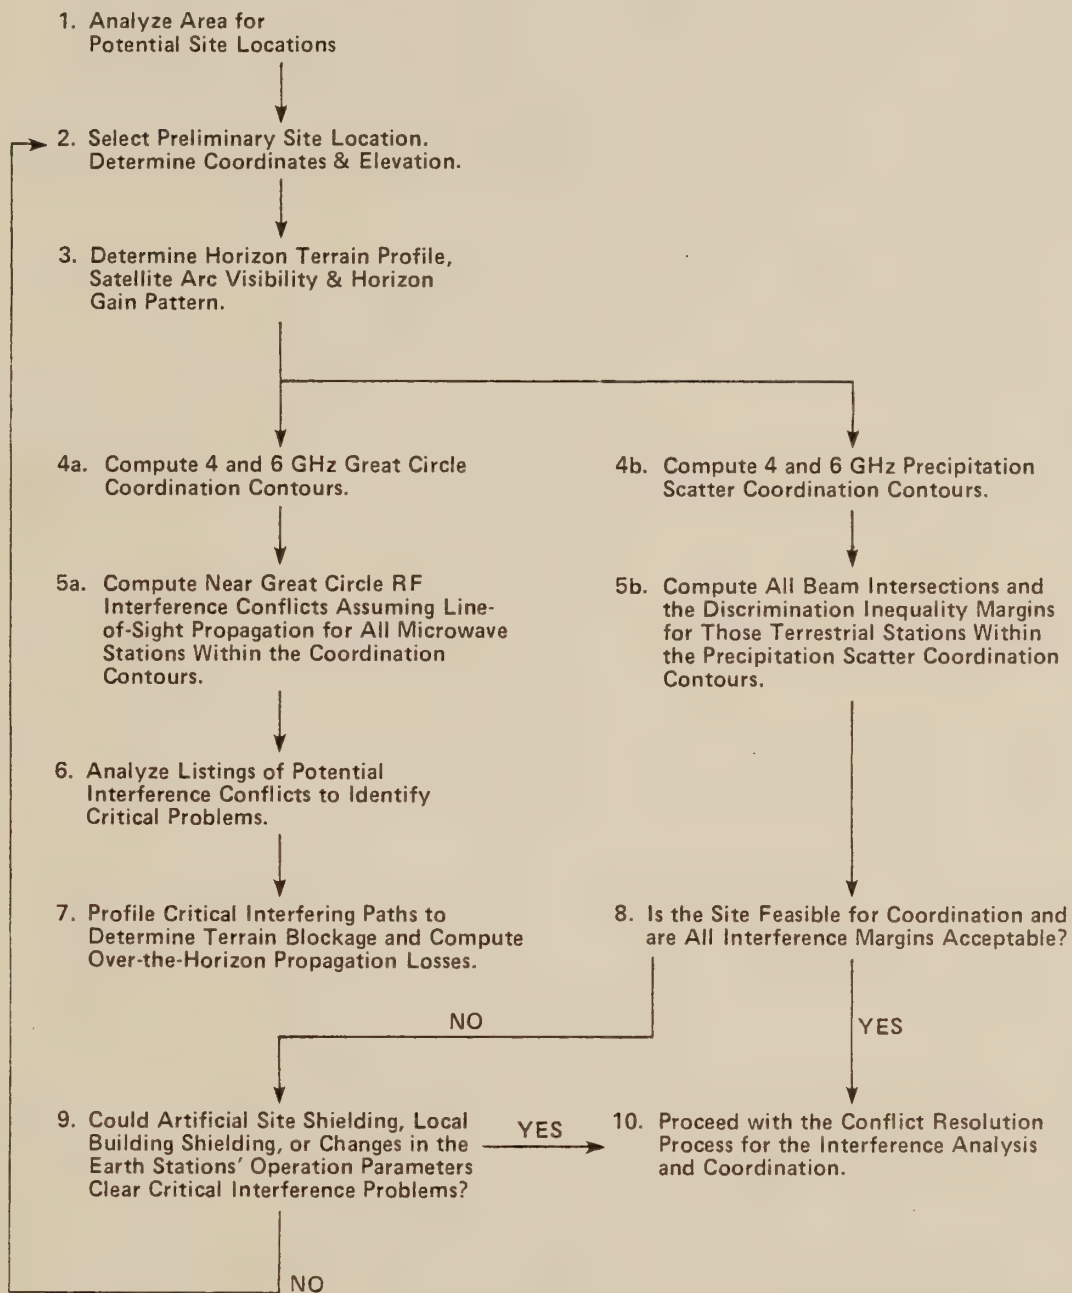 1. Analyze Area for
Potential Site Locations
2. Select Preliminary Site Location.
Determine Coordinates & Elevation.
3. Determine Horizon Terrain Profile,
Satellite Arc Visibility & Horizon
Gain Pattern.
4a. Compute 4 and 6 GHz Great Circle
Coordination Contours.
4b. Compute 4 and 6 GHz Precipitation
Scatter Coordination Contours.
5a. Compute Near Great Circle RF
Interference Conflicts Assuming Line-
of-Sight Propagation for All Microwave
Stations Within the Coordination
Contours.
5b. Compute All Beam Intersections and
the Discrimination Inequality Margins
for Those Terrestrial Stations Within
the Precipitation Scatter Coordination
Contours.
6. Analyze Listings of Potential
Interference Conflicts to Identify
Critical Problems.
7. Profile Critical Interfering Paths to
Determine Terrain Blockage and Compute
Over-the-Horizon Propagation Losses.
8. Is the Site Feasible for Coordination and
are All Interference Margins Acceptable?
NO
YES
9. Could Artificial Site Shielding, Local
Building Shielding, or Changes in the
Earth Stations' Operation Parameters
Clear Critical Interference Problems?
YES
10. Proceed with the Conflict Resolution
Process for the Interference Analysis
and Coordination.
NO